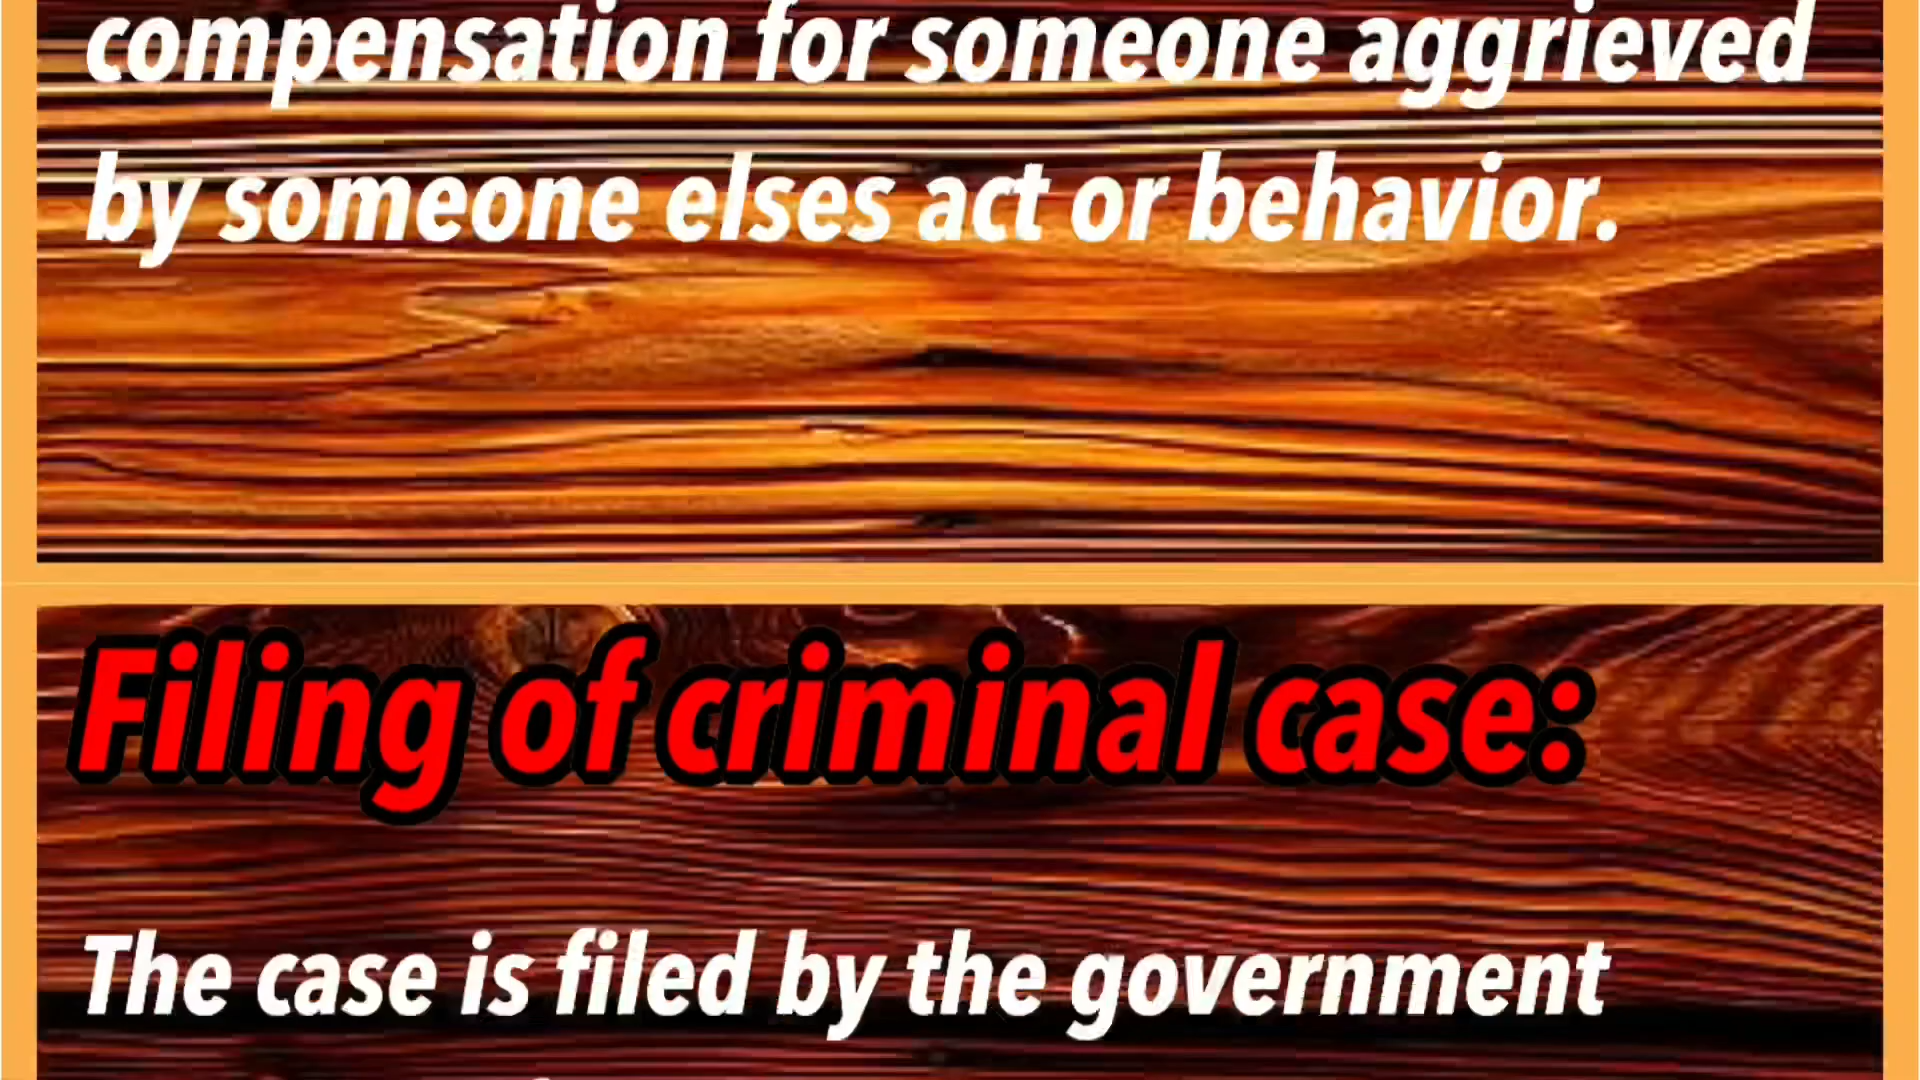 compensation for someone aggrieved
by someone elses act or behavior.
Filing of criminal case:
The case is filed by the government